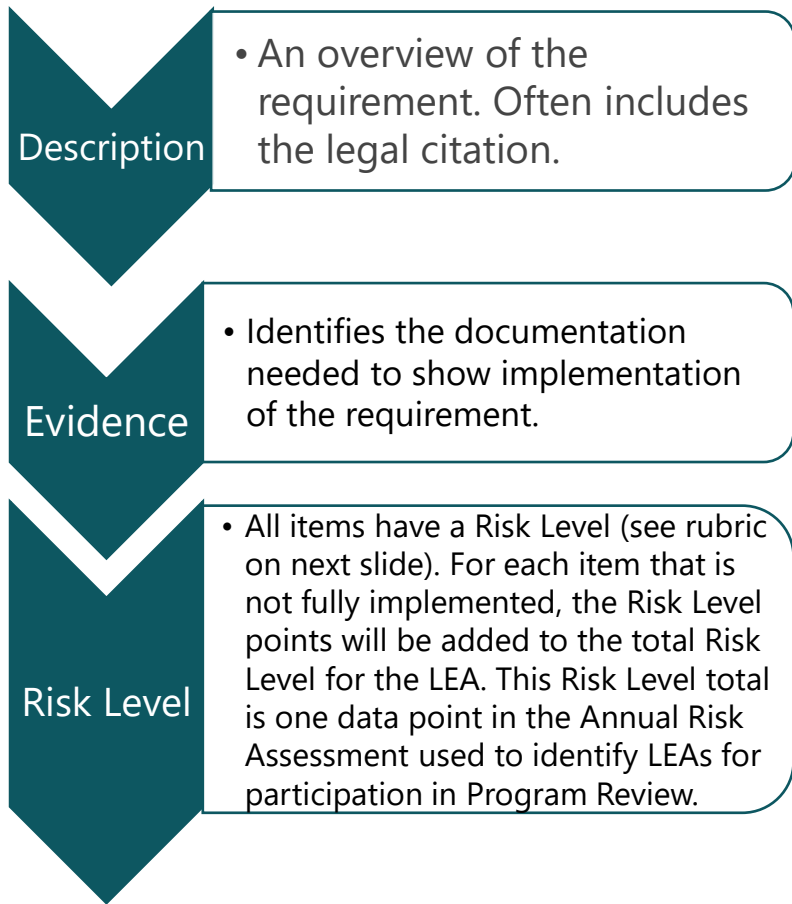 Description
• An overview of the
requirement. Often includes
the legal citation.
Evidence
• Identifies the documentation
needed to show implementation
of the requirement.
Risk Level
• All items have a Risk Level (see rubric
on next slide). For each item that is
not fully implemented, the Risk Level
points will be added to the total Risk
Level for the LEA. This Risk Level total
is one data point in the Annual Risk
Assessment used to identify LEAs for
participation in Program Review.